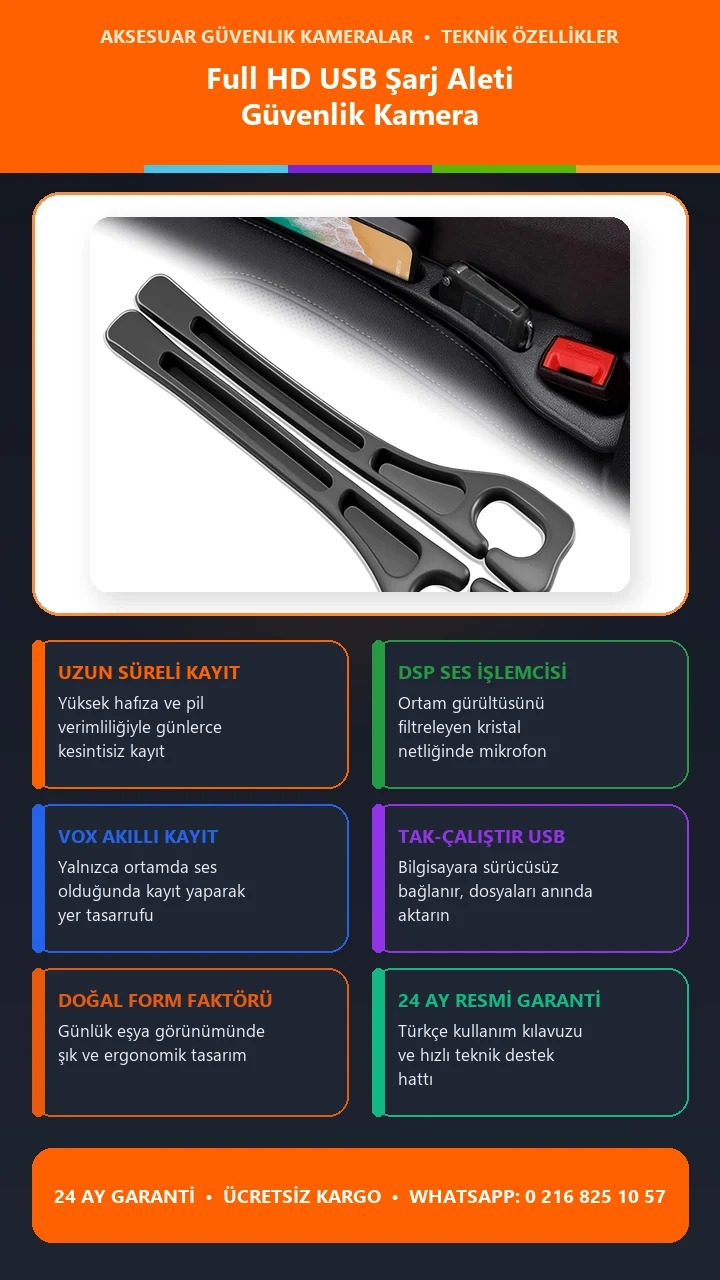 AKSESUAR GÜVENLIK KAMERALAR • TEKNİK ÖZELLİKLER
Full HD USB Şarj Aleti
Güvenlik Kamera
UZUN SÜRELİ KAYIT
Yüksek hafıza ve pil
verimliliğiyle günlerce
kesintisiz kayıt
DSP SES İŞLEMCİSİ
Ortam gürültüsünü
filtreleyen kristal
netliğinde mikrofon
VOX AKILLI KAYIT
Yalnızca ortamda ses
olduğunda kayıt yaparak
yer tasarrufu
TAK-ÇALIŞTIR USB
Bilgisayara sürücüsüz
bağlanır, dosyaları anında
aktarın
DOĞAL FORM FAKTÖRÜ
Günlük eşya görünümünde
şık ve ergonomik tasarım
24 AY RESMİ GARANTİ
Türkçe kullanım kılavuzu
ve hızlı teknik destek
hattı
24 AY GARANTİ • ÜCRETSİZ KARGO • WHATSAPP: 0 216 825 10 57